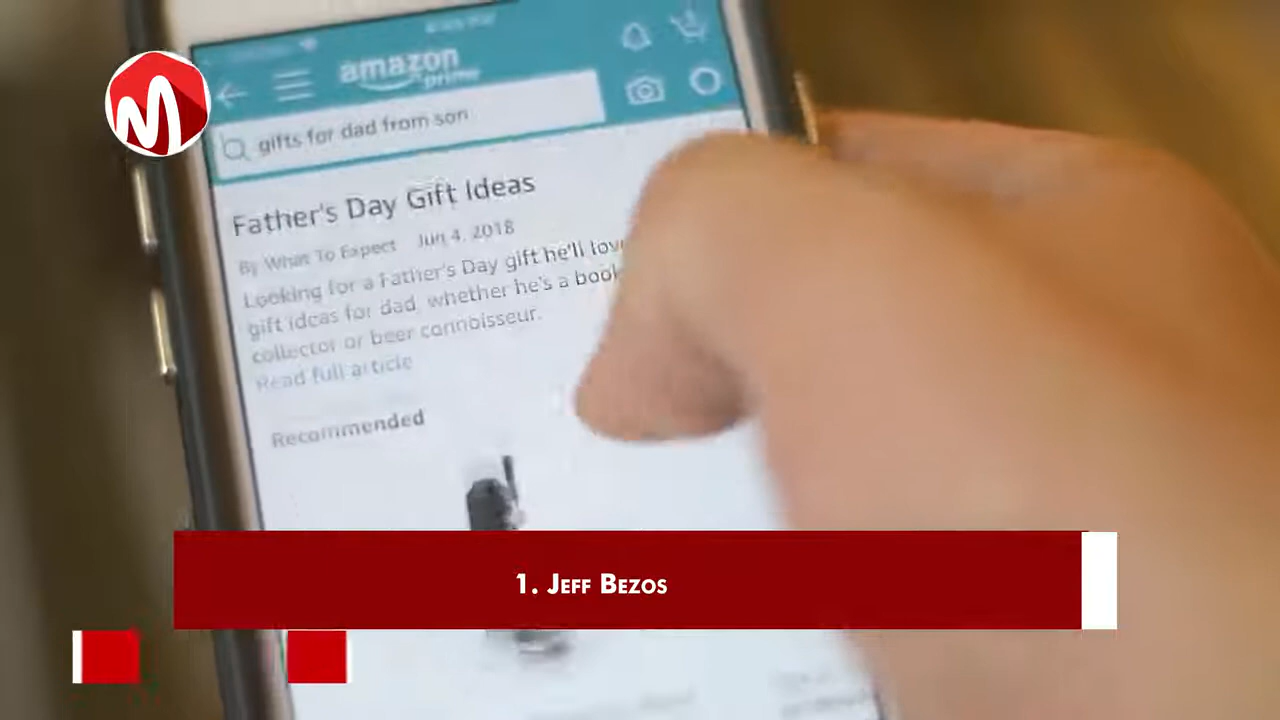 amazon
prime
gifts for dad from son
Father's Day Gift Ideas
By What To Expect Jun 4, 2018
Looking for a Father's Day gift he'll love
gift ideas for dad, whether he's a book
collector or beer connoisseur.
Read full article
Recommended
1. Jeff Bezos